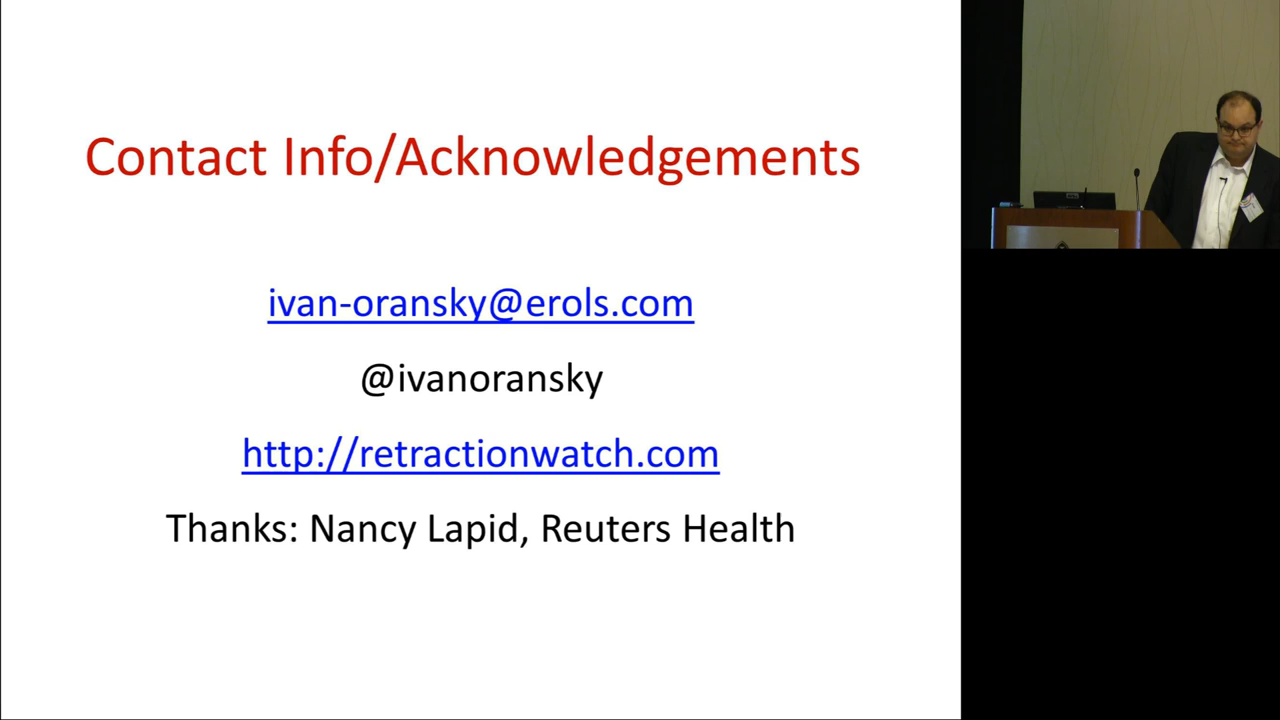 Contact Info/Acknowledgements
ivan-oransky@erols.com
@ivanoransky
http://retractionwatch.com
Thanks: Nancy Lapid, Reuters Health